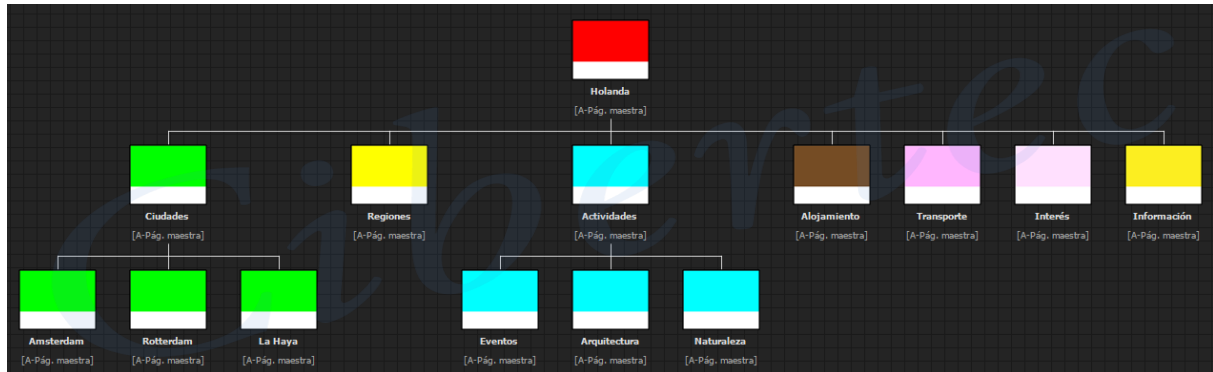 Holanda
[A-Pág. maestra]
Ciudades
[A-Pág. maestra]
Regiones
[A-Pág. maestra]
Actividades
[A-Pág. maestra]
Alojamiento
[A-Pág. maestra]
Transporte
[A-Pág. maestra]
Interés
[A-Pág. maestra]
Información
[A-Pág. maestra]
Amsterdam
[A-Pág. maestra]
Rotterdam
[A-Pág. maestra]
La Haya
[A-Pág. maestra]
Eventos
[A-Pág. maestra]
Arquitectura
[A-Pág. maestra]
Naturaleza
[A-Pág. maestra]
Cibertec